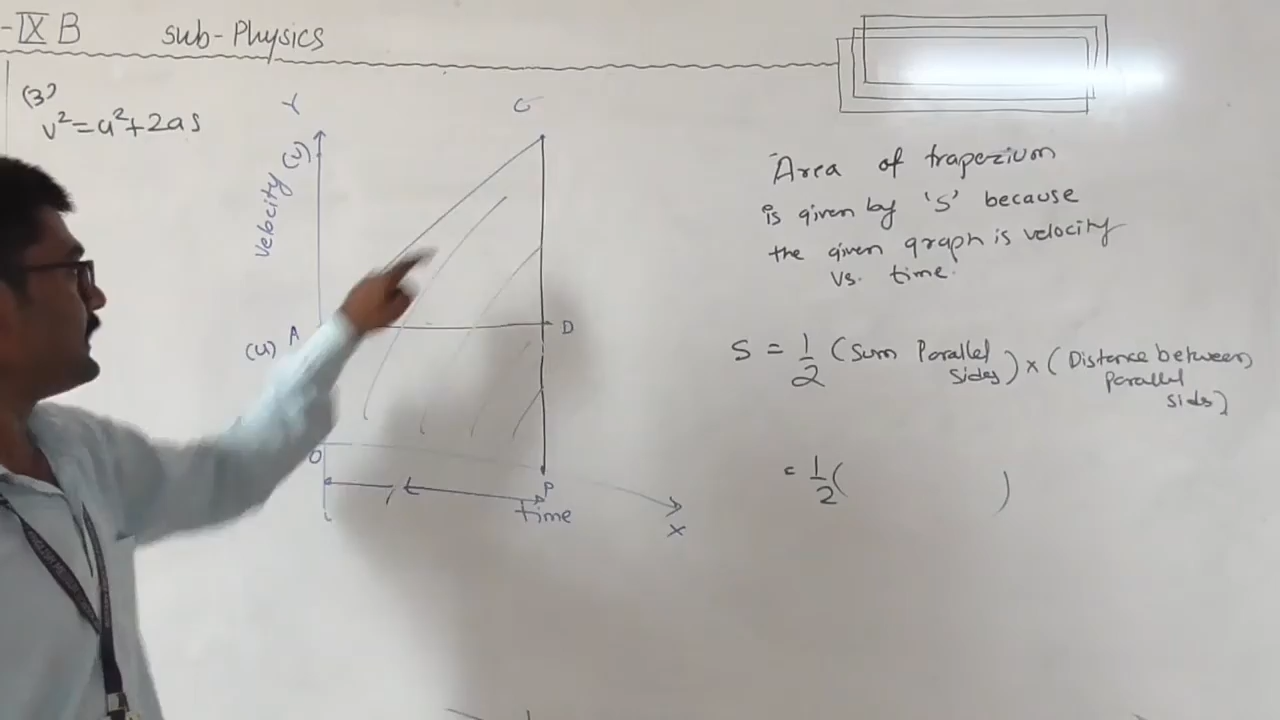 -IX B
sub-Physics
(3)
v²=u²+2as
Y
Velocity (v)
C
A
(u)
D
O
t
P
time
X
Area of trapezium
is given by 'S' because
the given graph is velocity
vs. time.
S = 1/2 (Sum Parallel sides) × (Distance between parallel sides)
= 1/2 ( )